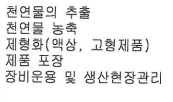 천연물의 추출
천연물 농축
제형화(액상, 고형제품)
제품 포장
장비운용 및 생산현장관리